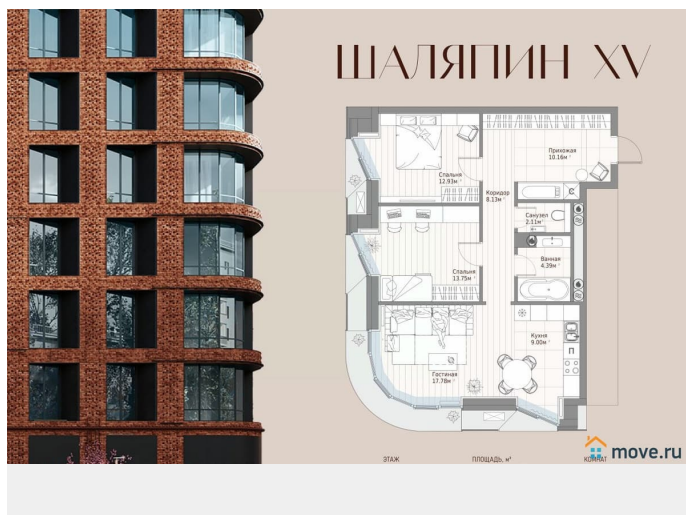 ШАЛЯПИН XV
Прихожая
10.16м²
Спальня
12.93м²
Коридор
8.13м²
Санузел
2.11м²
Ванная
4.39м²
Спальня
13.75м²
Кухня
9.00м²
Гостиная
17.78м²
ЭТАЖ
ПЛОЩАДЬ, м²
КОМНАТ
move.ru